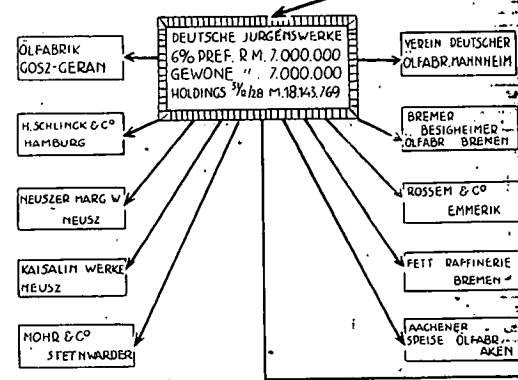 DEUTSCHE JURGENSWERKE
6% PREF. R M. 7.000.000
GEWONE ". 7.000.000
HOLDINGS 31/12/28 M.18.143.769
ÖLFABRIK
GOSZ-GERAN
H.SCHLINCK & Co
HAMBURG
NEUSZER MARG W
NEUSZ
KAISALIN WERKE
NEUSZ
MOHR & Co
STETNWARDER
VEREIN DEUTSCHER
ÖLFABR. MANNHEIM
BREMER
BESIGHEIMER
ÖLFABR BREMEN
ROSSEM & Co
EMMERIK
FETT RAFFINERIE
BREMEN
AACHENER
SPEISE ÖLFABR.
AKEN